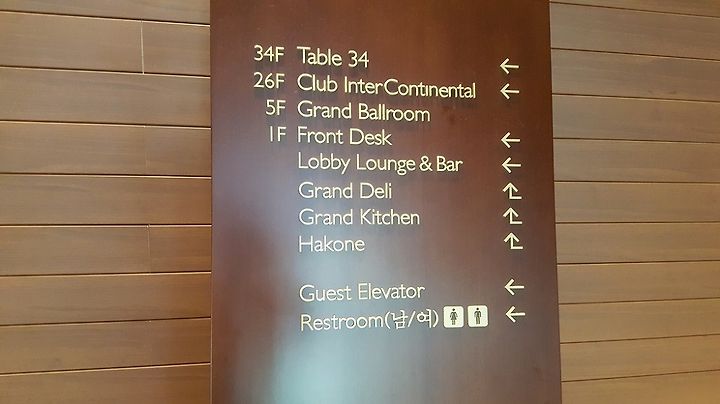 34F Table 34 ←
26F Club InterContinental ←
5F Grand Ballroom
1F Front Desk ←
Lobby Lounge & Bar ←
Grand Deli ↰
Grand Kitchen ↰
Hakone ↰
Guest Elevator ←
Restroom(남/여) ←